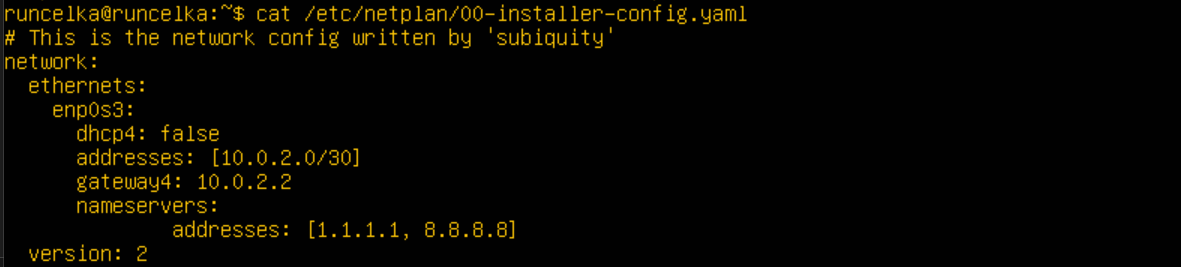 runcelka@runcelka:~$ cat /etc/netplan/00-installer-config.yaml
# This is the network config written by 'subiquity'
network:
  ethernets:
    enp0s3:
      dhcp4: false
      addresses: [10.0.2.0/30]
      gateway4: 10.0.2.2
      nameservers:
              addresses: [1.1.1.1, 8.8.8.8]
  version: 2